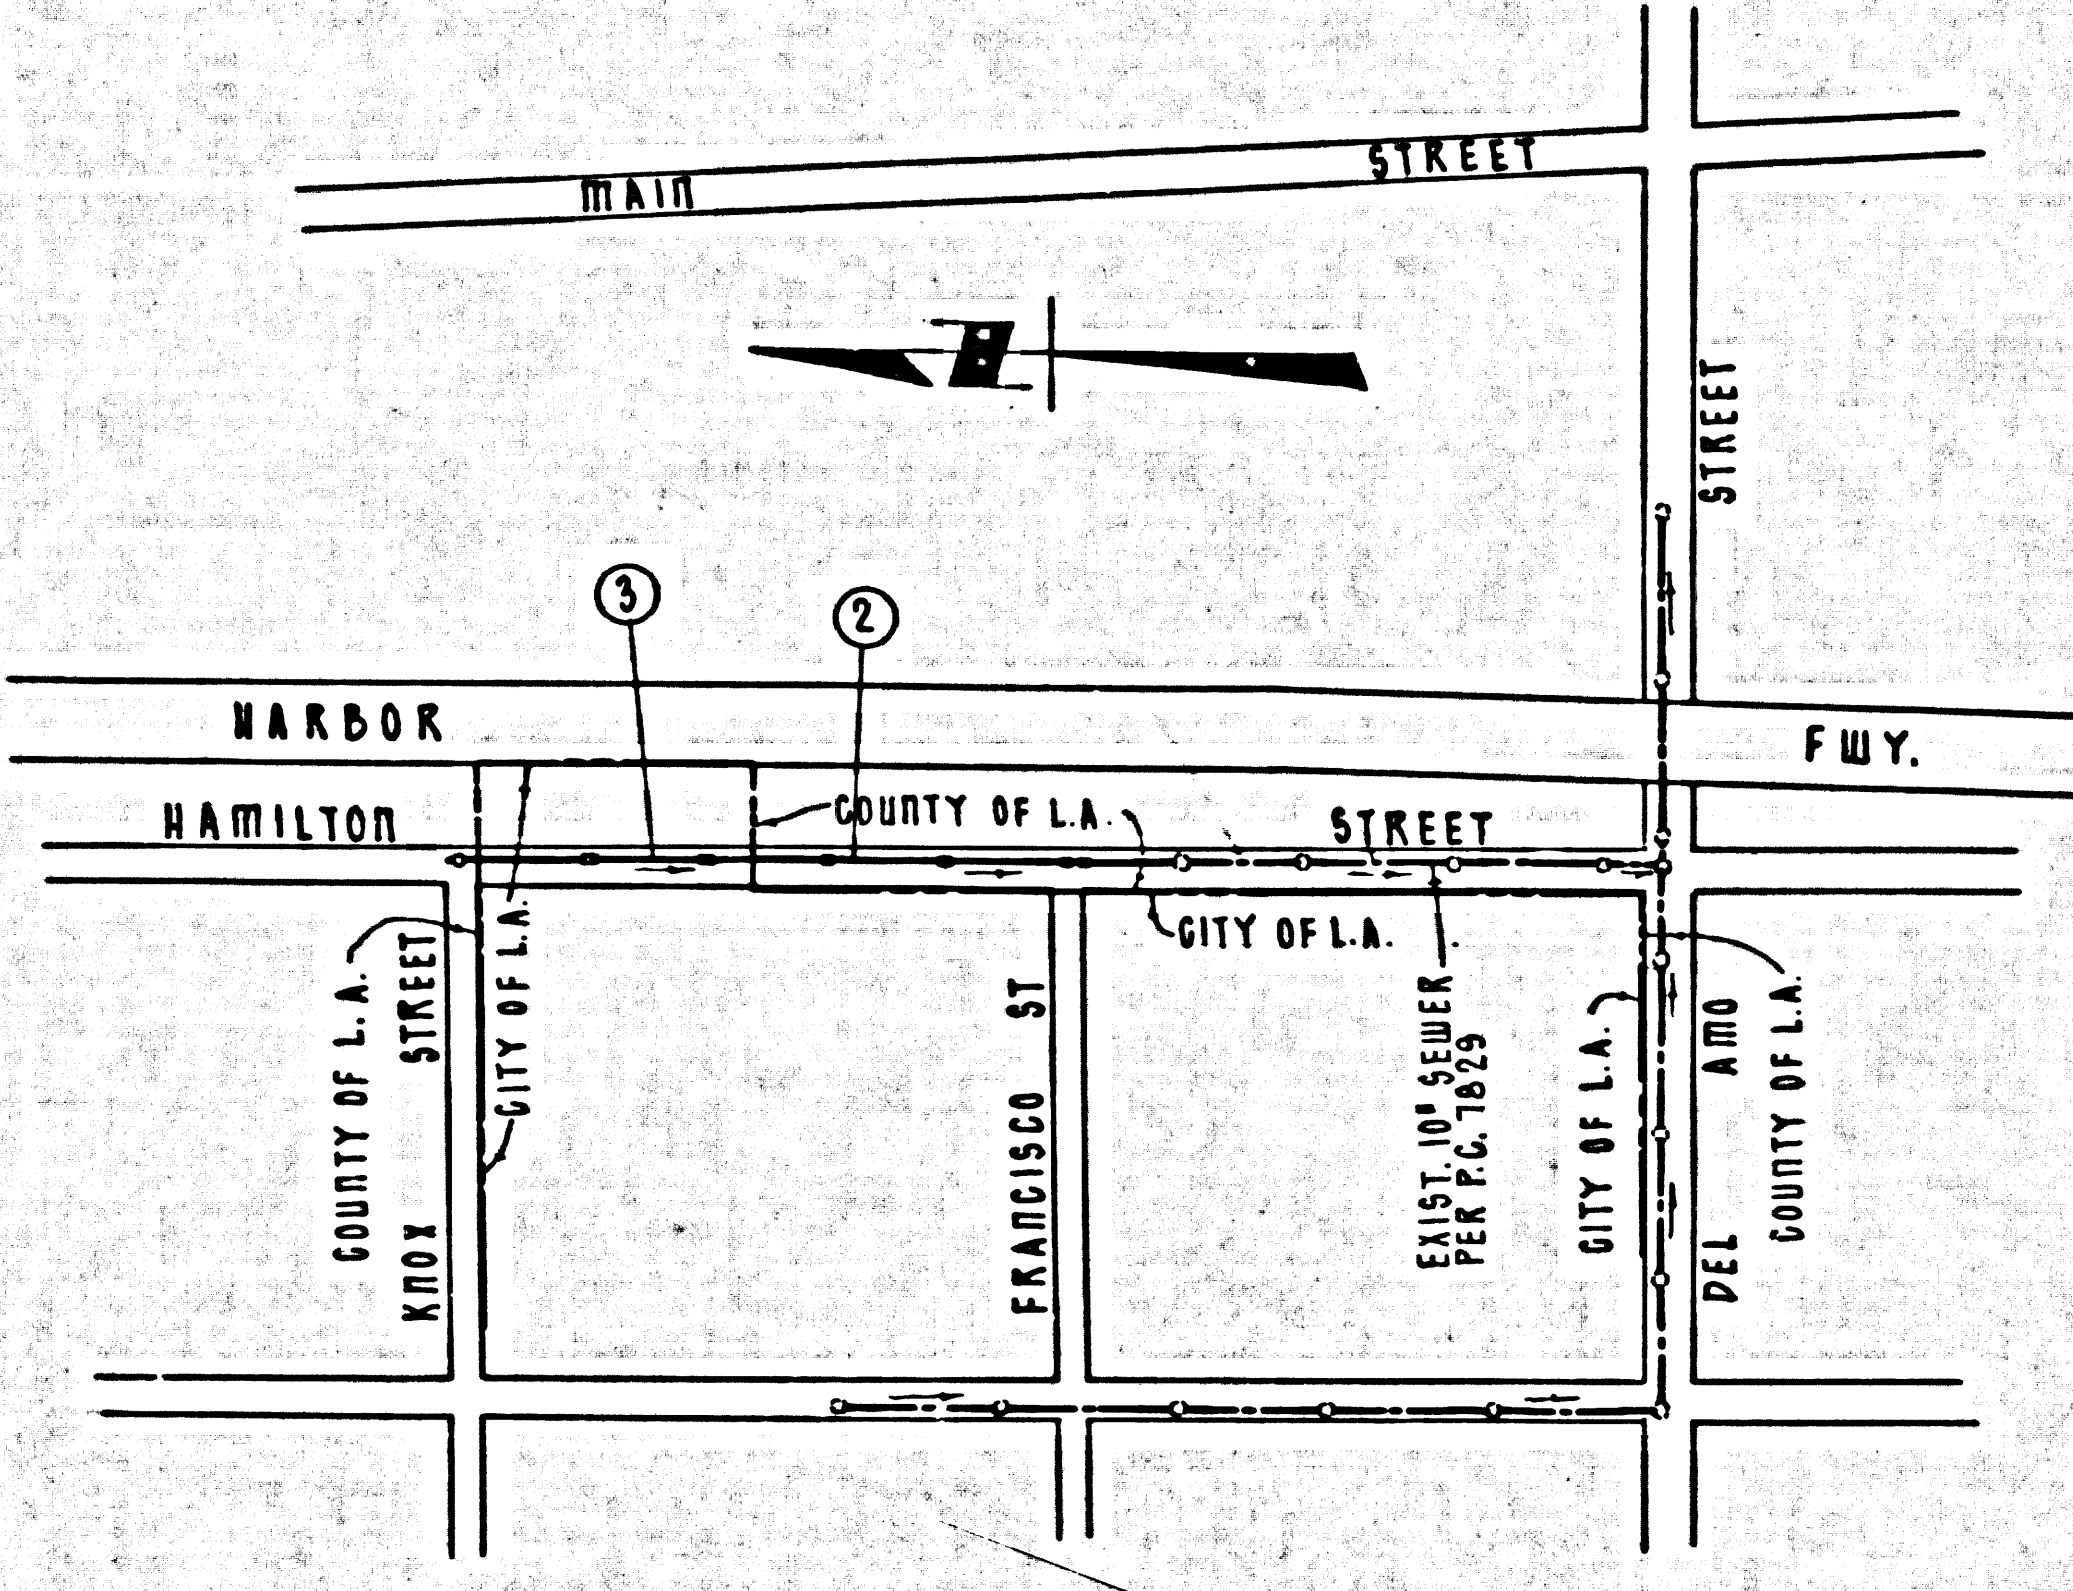 MAIN STREET
STREET
3
2
HARBOR FWY.
HAMILTON STREET
COUNTY OF L.A.
CITY OF L.A.
COUNTY OF L.A.
KNOX STREET
CITY OF L.A.
FRANCISCO ST
EXIST. 10" SEWER
PER P.C. 7829
CITY OF L.A.
DEL AMO
COUNTY OF L.A.